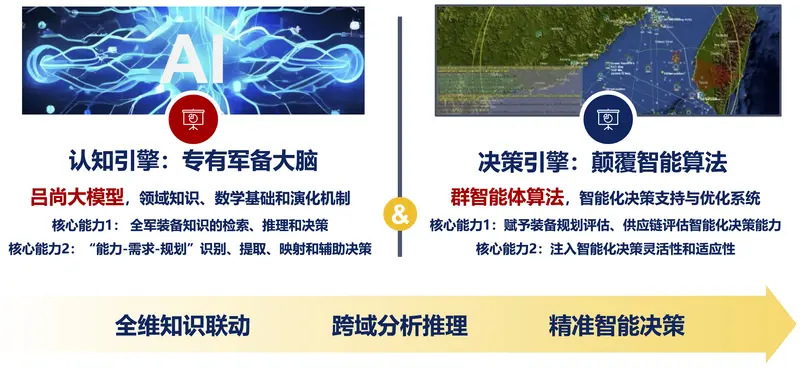 AI
认知引擎：专有军备大脑
吕尚大模型，领域知识、数学基础和演化机制
核心能力1： 全军装备知识的检索、推理和决策
核心能力2： “能力-需求-规划”识别、提取、映射和辅助决策
&
决策引擎：颠覆智能算法
群智能体算法，智能化决策支持与优化系统
核心能力1：赋予装备规划评估、供应链评估智能化决策能力
核心能力2：注入智能化决策灵活性和适应性
全维知识联动
跨域分析推理
精准智能决策